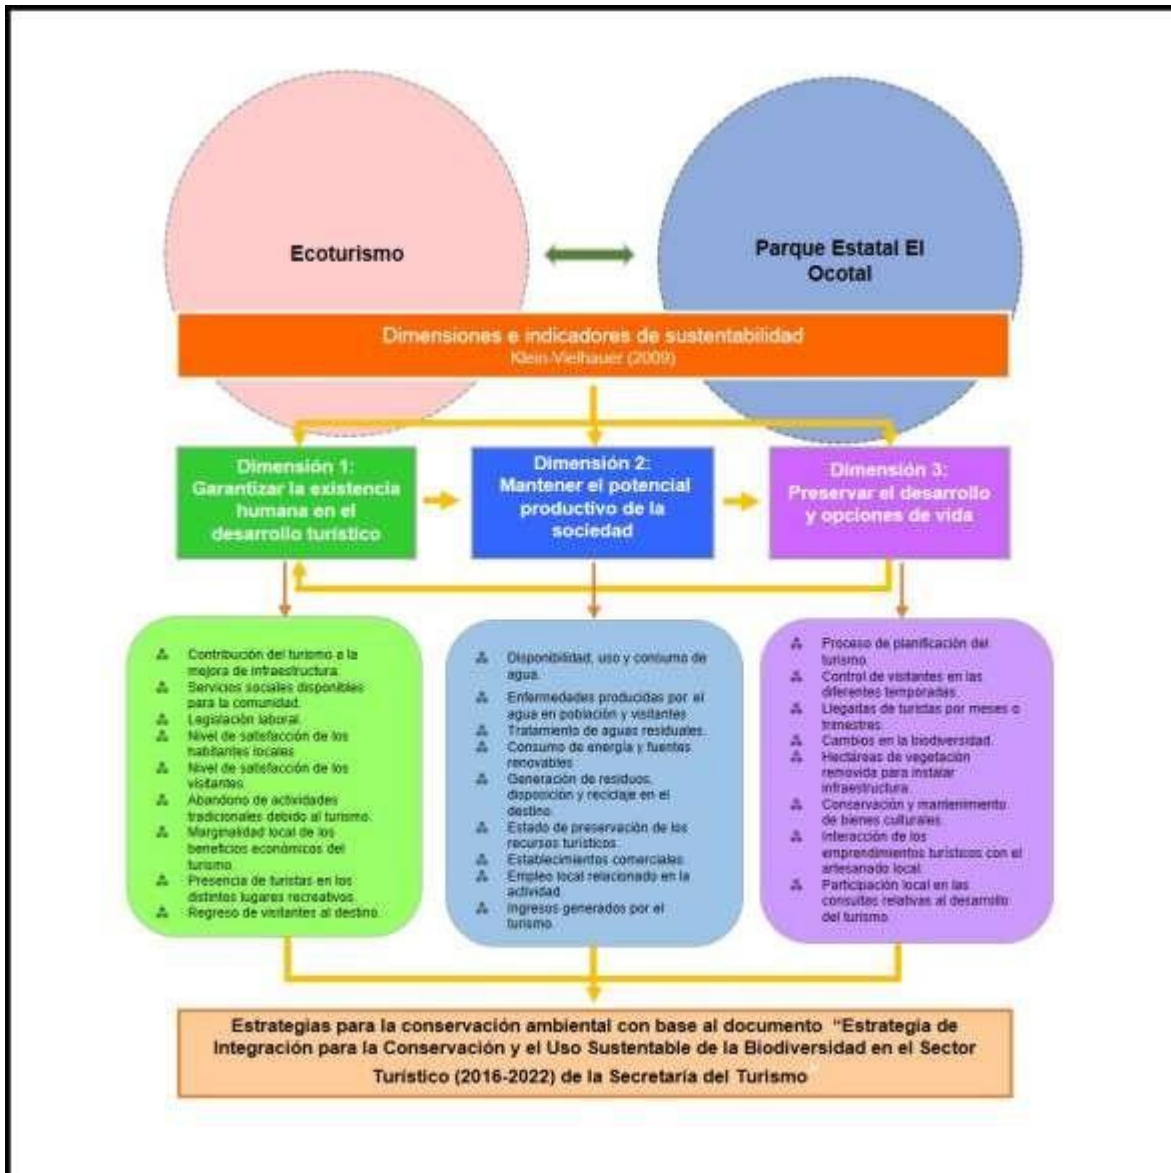 Ecoturismo
Parque Estatal El
Ocotal
Dimensiones e indicadores de sustentabilidad
Klein-Vielhauer (2009)
Dimensión 1:
Garantizar la existencia
humana en el
desarrollo turístico
Dimensión 2:
Mantener el potencial
productivo de la
sociedad
Dimensión 3:
Preservar el desarrollo
y opciones de vida
Contribución del turismo a la
mejora de infraestructura.
Servicios sociales disponibles
para la comunidad.
Legislación laboral.
Nivel de satisfacción de los
habitantes locales
Nivel de satisfacción de los
visitantes.
Abandono de actividades
tradicionales debido al turismo.
Marginalidad local de los
beneficios económicos del
turismo.
Presencia de turistas en los
distintos lugares recreativos.
Regreso de visitantes al destino.
Disponibilidad, uso y consumo de
agua.
Enfermedades producidas por el
agua en población y visitantes
Tratamiento de aguas residuales.
Consumo de energía y fuentes
renovables
Generación de residuos,
disposición y reciclaje en el
destino.
Estado de preservación de los
recursos turísticos.
Establecimientos comerciales.
Empleo local relacionado en la
actividad.
Ingresos generados por el
turismo.
Proceso de planificación del
turismo.
Control de visitantes en las
diferentes temporadas.
Llegadas de turistas por meses o
trimestres.
Cambios en la biodiversidad.
Hectáreas de vegetación
removida para instalar
infraestructura.
Conservación y mantenimiento
de bienes culturales.
Interacción de los
emprendimientos turísticos con el
artesanado local.
Participación local en las
consultas relativas al desarrollo
del turismo.
Estrategias para la conservación ambiental con base al documento “Estrategia de
Integración para la Conservación y el Uso Sustentable de la Biodiversidad en el Sector
Turístico (2016-2022) de la Secretaría del Turismo”